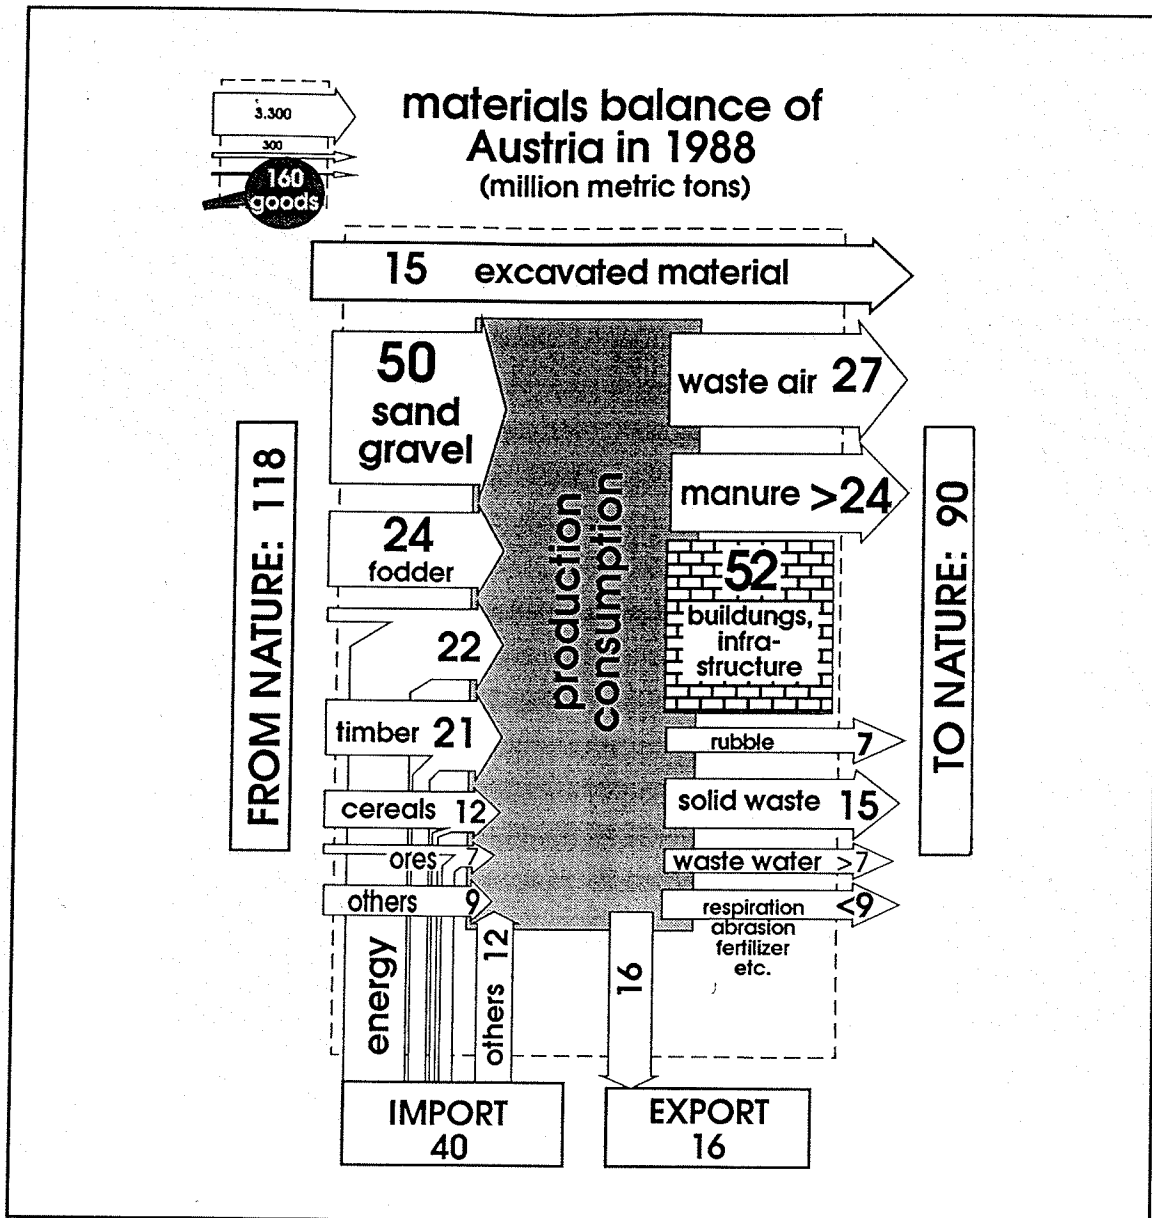 materials balance of
Austria in 1988
(million metric tons)
3.300
300
160
goods
15 excavated material
FROM NATURE: 118
50
sand
gravel
24
fodder
22
timber 21
cereals 12
ores 7
others 9
energy
others 12
production
consumption
waste air 27
manure >24
52
buildungs,
infra-
structure
rubble 7
solid waste 15
waste water >7
respiration <9
abrasion
fertilizer
etc.
16
TO NATURE: 90
IMPORT
40
EXPORT
16